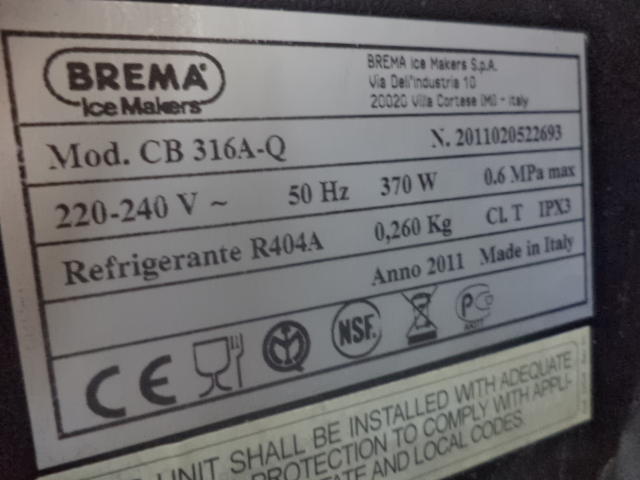 BREMA
Ice Makers
BREMA Ice Makers S.p.A.
Via Dell'Industria 10
20020 Villa Cortese (MI) - Italy
Mod. CB 316A-Q
N. 2011020522693
220-240 V ~ 50 Hz 370 W 0.6 MPa max
Refrigerante R404A 0,260 Kg Cl. T IPX3
Anno 2011 Made in Italy
CE
NSF.
UNIT SHALL BE INSTALLED WITH ADEQUATE
PROTECTION TO COMPLY WITH APPLI-
AND LOCAL CODES.